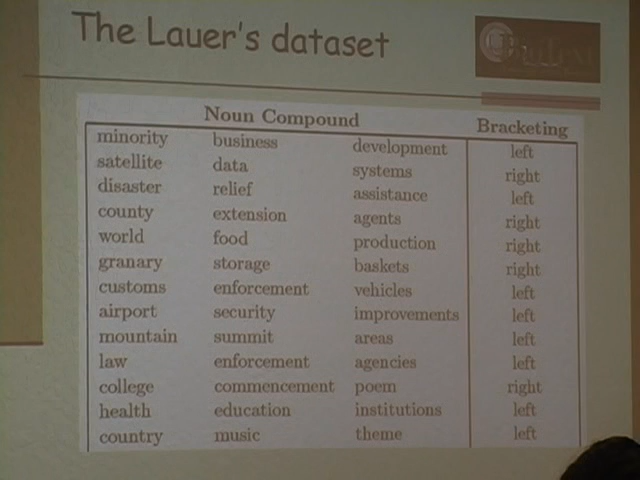 The Lauer's dataset
Noun Compound Bracketing
minority business development left
satellite data systems right
disaster relief assistance left
county extension agents right
world food production right
granary storage baskets right
customs enforcement vehicles left
airport security improvements left
mountain summit areas left
law enforcement agencies left
college commencement poem right
health education institutions left
country music theme left